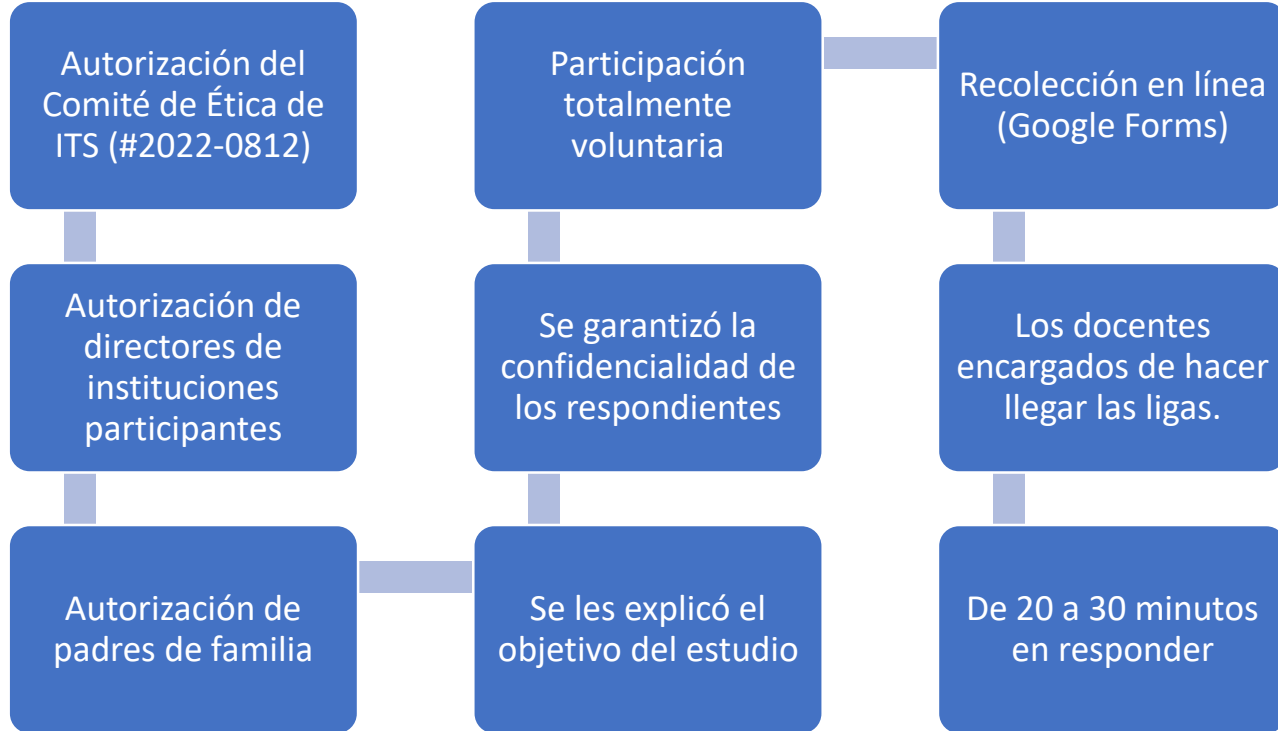 Autorización del
Comité de Ética de
ITS (#2022-0812)
Autorización de
directores de
instituciones
participantes
Autorización de
padres de familia
Se les explicó el
objetivo del estudio
Se garantizó la
confidencialidad de
los respondientes
Participación
totalmente
voluntaria
Recolección en línea
(Google Forms)
Los docentes
encargados de hacer
llegar las ligas.
De 20 a 30 minutos
en responder